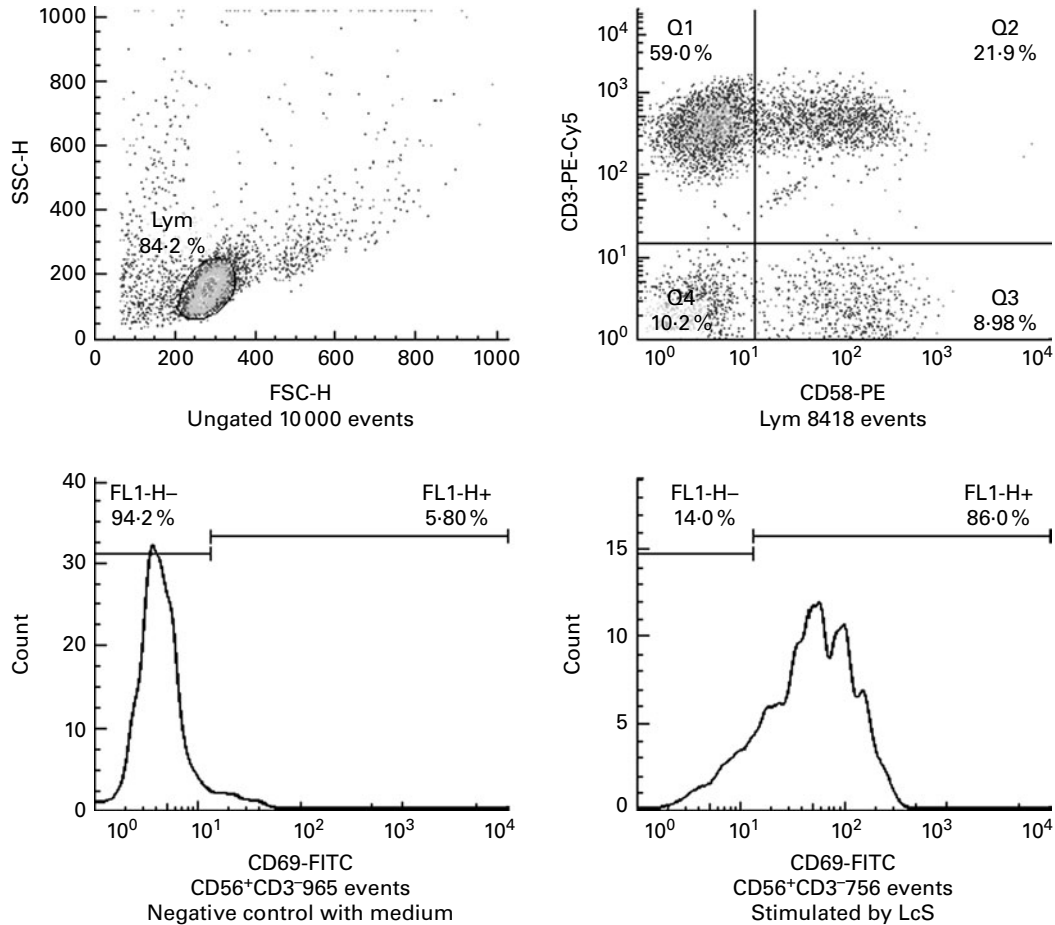 1000
800
600
400
200
0
SSC-H
Lym
84·2 %
0 200 400 600 800 1000
FSC-H
Ungated 10 000 events
10⁴
10³
10²
10¹
10⁰
CD3-PE-Cy5
Q1
59·0 %
Q2
21·9 %
Q4
10·2 %
Q3
8·98 %
10⁰ 10¹ 10² 10³ 10⁴
CD58-PE
Lym 8418 events
40
30
20
10
0
Count
FL1-H–
94·2 %
FL1-H+
5·80 %
10⁰ 10¹ 10² 10³ 10⁴
CD69-FITC
CD56⁺CD3⁻965 events
Negative control with medium
15
10
5
0
Count
FL1-H–
14·0 %
FL1-H+
86·0 %
10⁰ 10¹ 10² 10³ 10⁴
CD69-FITC
CD56⁺CD3⁻756 events
Stimulated by LcS